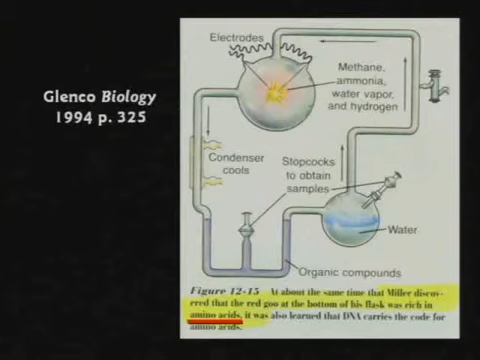 Glenco Biology
1994 p. 325
Electrodes
Methane,
ammonia,
water vapor,
and hydrogen
Condenser
cools
Stopcocks
to obtain
samples
Water
Organic compounds
Figure 12-15 At about the same time that Miller discov-
ered that the red goo at the bottom of his flask was rich in
amino acids, it was also learned that DNA carries the code for
amino acids.